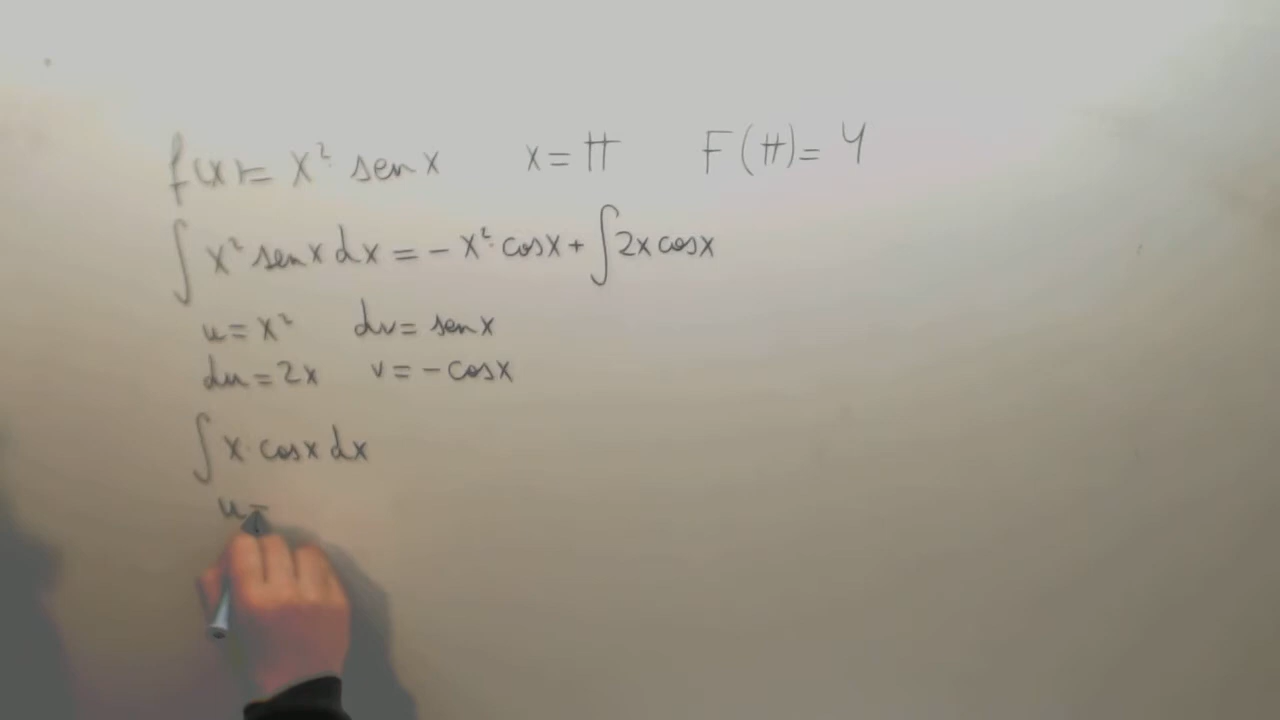 f(x)= x² sen x x = π F(π)= 4
∫ x² sen x dx = - x² · cos x + ∫ 2x cos x
u = x² dv = sen x
du = 2x v = - cos x
∫ x · cos x dx
u =